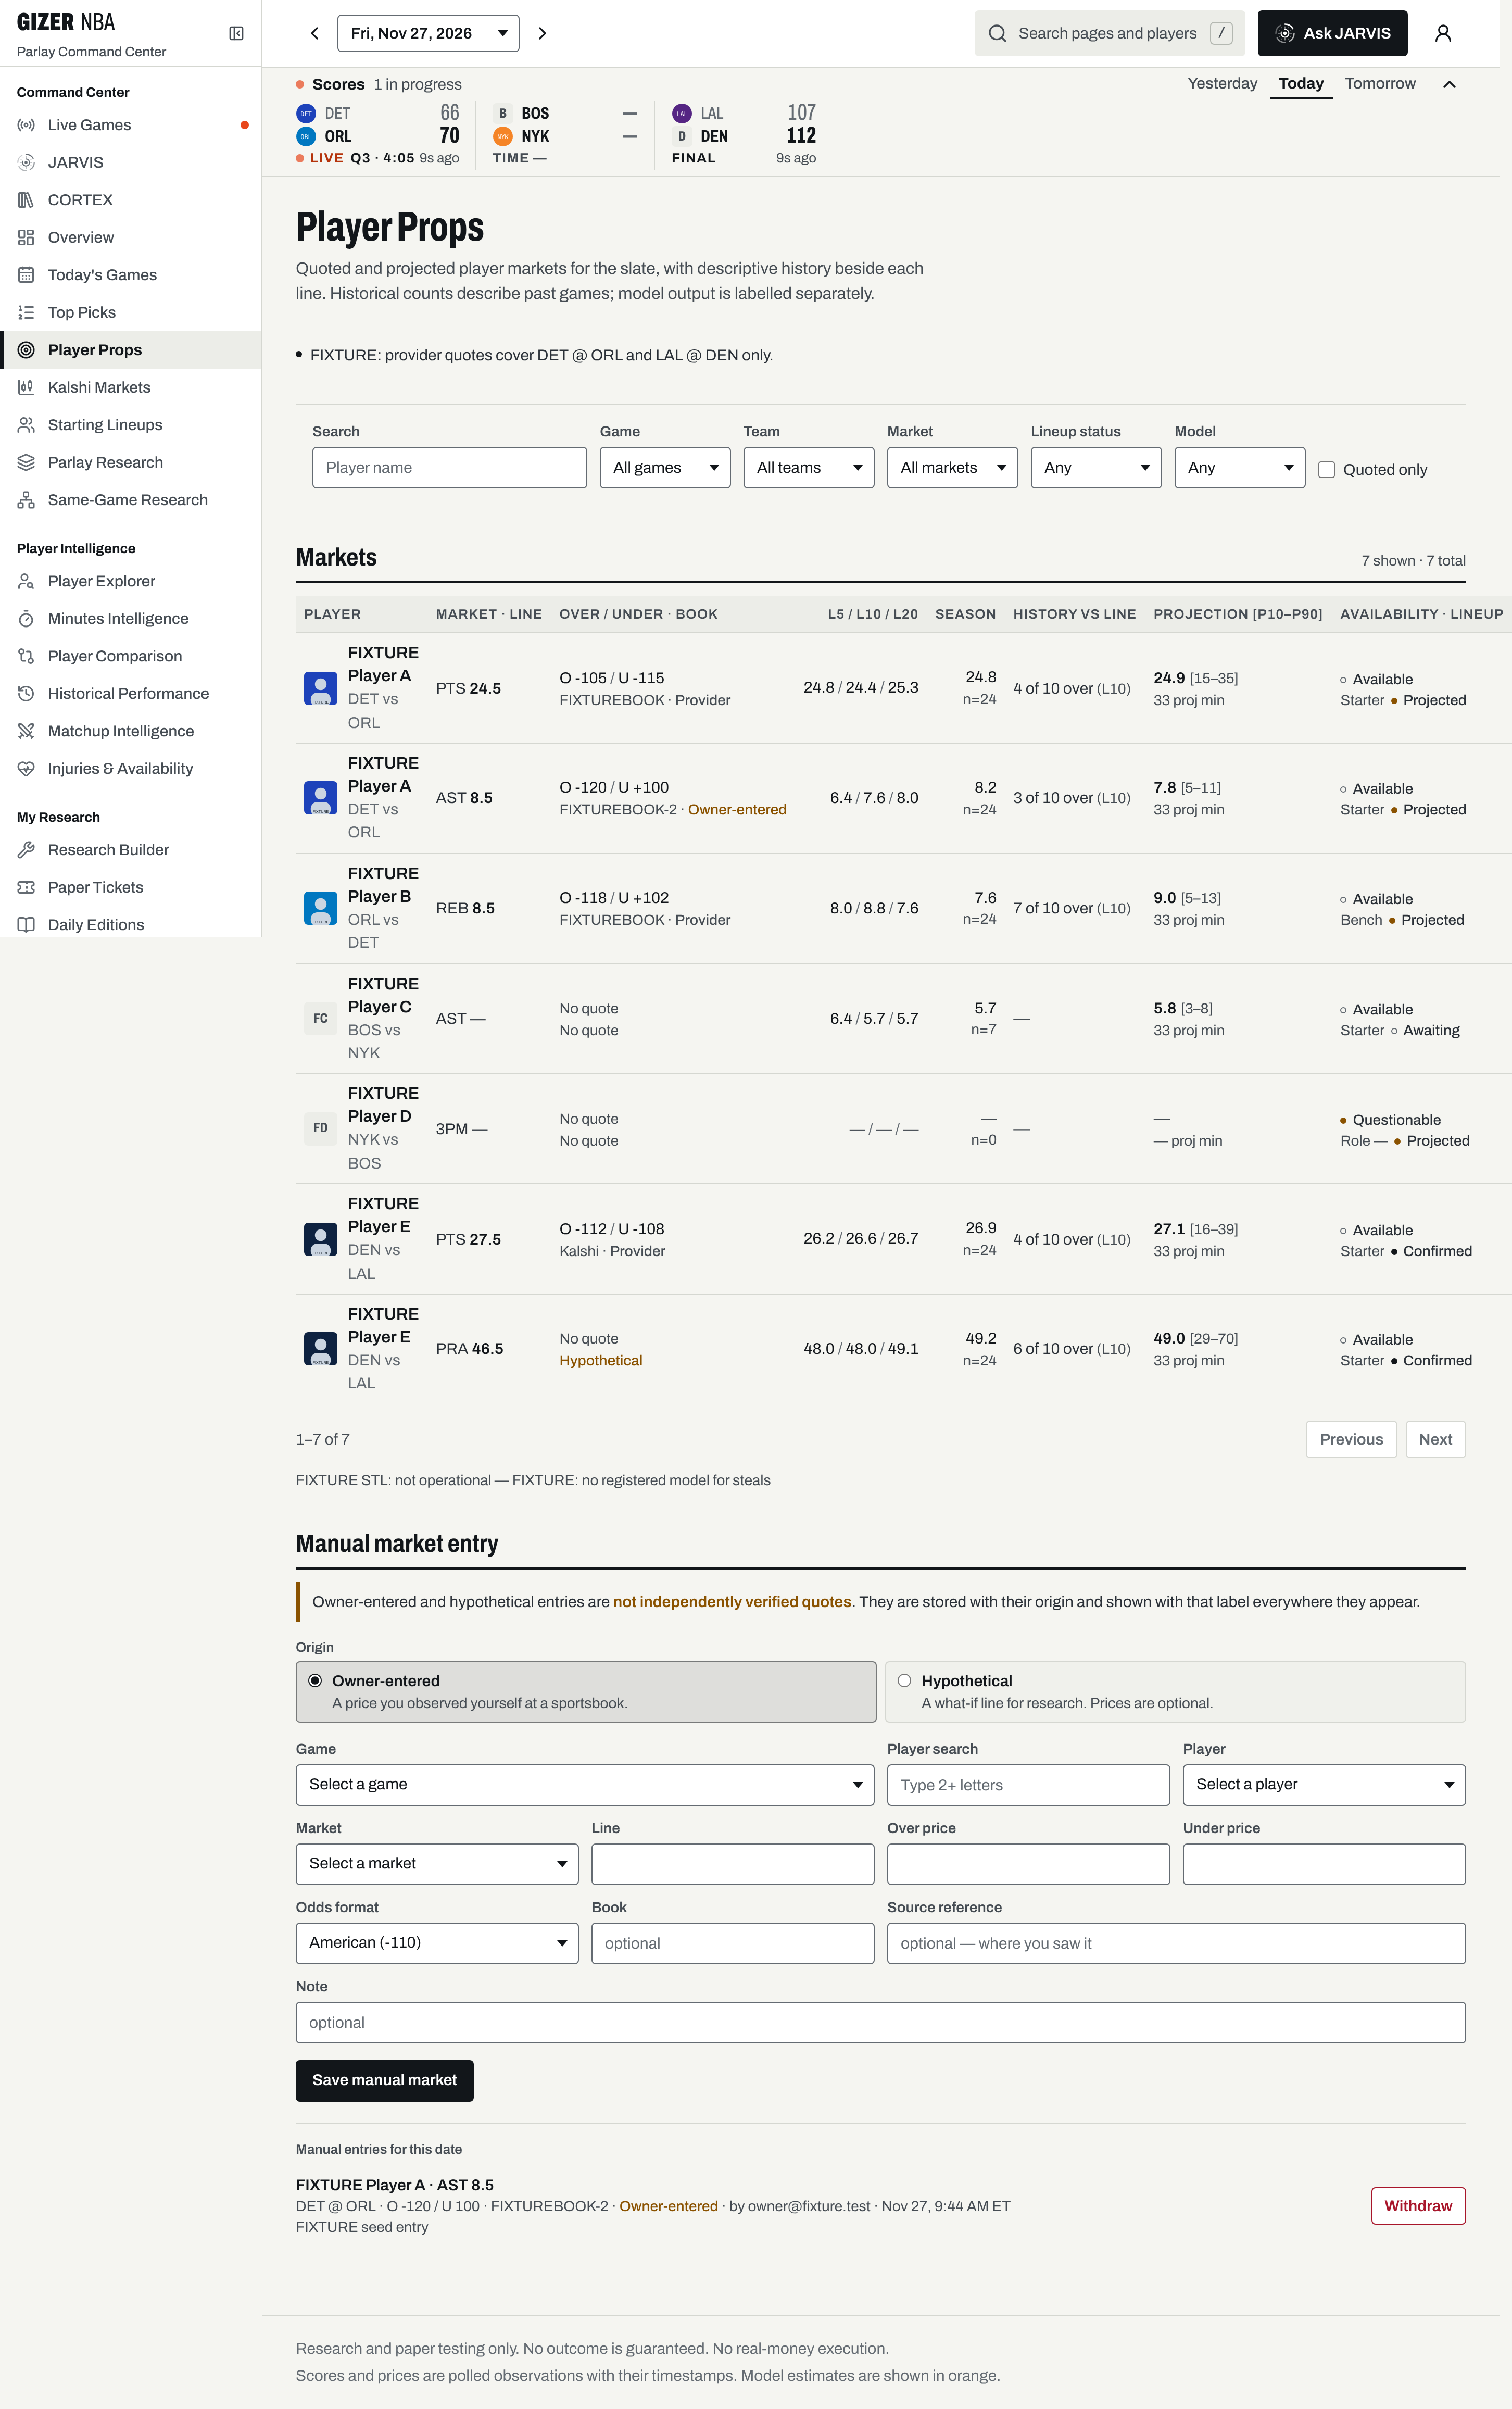 GIZER NBA
Parlay Command Center
Command Center
Live Games
JARVIS
CORTEX
Overview
Today's Games
Top Picks
Player Props
Kalshi Markets
Starting Lineups
Parlay Research
Same-Game Research
Player Intelligence
Player Explorer
Minutes Intelligence
Player Comparison
Historical Performance
Matchup Intelligence
Injuries & Availability
My Research
Research Builder
Paper Tickets
Daily Editions
Fri, Nov 27, 2026
Search pages and players /
Ask JARVIS
Scores 1 in progress
Yesterday Today Tomorrow
DET DET 66
ORL ORL 70
LIVE Q3 · 4:05 9s ago
B BOS —
NYK NYK —
TIME —
LAL LAL 107
D DEN 112
FINAL 9s ago
Player Props
Quoted and projected player markets for the slate, with descriptive history beside each
line. Historical counts describe past games; model output is labelled separately.
FIXTURE: provider quotes cover DET @ ORL and LAL @ DEN only.
Search Game Team Market Lineup status Model
Player name All games All teams All markets Any Any Quoted only
Markets 7 shown · 7 total
PLAYER MARKET · LINE OVER / UNDER · BOOK L5 / L10 / L20 SEASON HISTORY VS LINE PROJECTION [P10–P90] AVAILABILITY · LINEUP
FIXTURE
Player A
DET vs
ORL
PTS 24.5
O -105 / U -115
FIXTUREBOOK · Provider
24.8 / 24.4 / 25.3
24.8
n=24
4 of 10 over (L10)
24.9 [15–35]
33 proj min
Available
Starter Projected
FIXTURE
Player A
DET vs
ORL
AST 8.5
O -120 / U +100
FIXTUREBOOK-2 · Owner-entered
6.4 / 7.6 / 8.0
8.2
n=24
3 of 10 over (L10)
7.8 [5–11]
33 proj min
Available
Starter Projected
FIXTURE
Player B
ORL vs
DET
REB 8.5
O -118 / U +102
FIXTUREBOOK · Provider
8.0 / 8.8 / 7.6
7.6
n=24
7 of 10 over (L10)
9.0 [5–13]
33 proj min
Available
Bench Projected
FC
FIXTURE
Player C
BOS vs
NYK
AST —
No quote
No quote
6.4 / 5.7 / 5.7
5.7
n=7
—
5.8 [3–8]
33 proj min
Available
Starter Awaiting
FD
FIXTURE
Player D
NYK vs
BOS
3PM —
No quote
No quote
— / — / —
—
n=0
—
—
— proj min
Questionable
Role — Projected
FIXTURE
Player E
DEN vs
LAL
PTS 27.5
O -112 / U -108
Kalshi · Provider
26.2 / 26.6 / 26.7
26.9
n=24
4 of 10 over (L10)
27.1 [16–39]
33 proj min
Available
Starter Confirmed
FIXTURE
Player E
DEN vs
LAL
PRA 46.5
No quote
Hypothetical
48.0 / 48.0 / 49.1
49.2
n=24
6 of 10 over (L10)
49.0 [29–70]
33 proj min
Available
Starter Confirmed
1–7 of 7
Previous Next
FIXTURE STL: not operational — FIXTURE: no registered model for steals
Manual market entry
Owner-entered and hypothetical entries are not independently verified quotes. They are stored with their origin and shown with that label everywhere they appear.
Origin
Owner-entered
A price you observed yourself at a sportsbook.
Hypothetical
A what-if line for research. Prices are optional.
Game Player search Player
Select a game Type 2+ letters Select a player
Market Line Over price Under price
Select a market
Odds format Book Source reference
American (-110) optional optional — where you saw it
Note
optional
Save manual market
Manual entries for this date
FIXTURE Player A · AST 8.5
DET @ ORL · O -120 / U 100 · FIXTUREBOOK-2 · Owner-entered · by owner@fixture.test · Nov 27, 9:44 AM ET
FIXTURE seed entry
Withdraw
Research and paper testing only. No outcome is guaranteed. No real-money execution.
Scores and prices are polled observations with their timestamps. Model estimates are shown in orange.